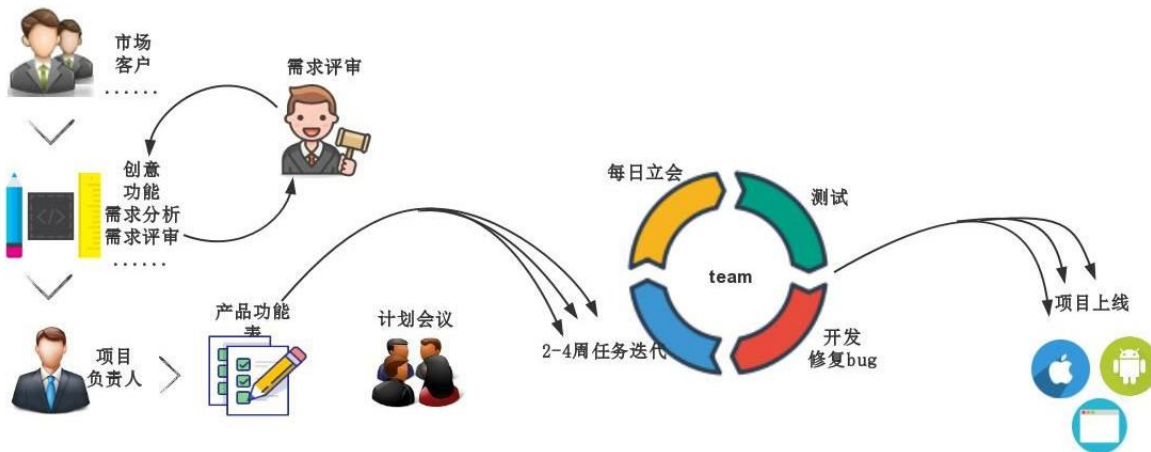 市场
客户
......
需求评审
创意
功能
需求分析
需求评审
......
项目
负责人
产品功能
表
计划会议
2-4周任务迭代
每日立会
测试
team
开发
修复bug
项目上线